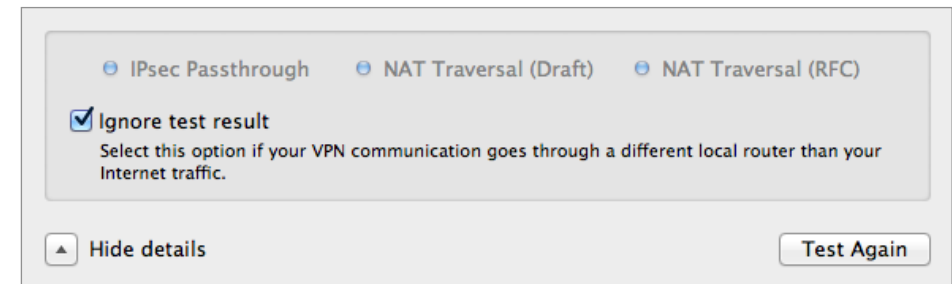 IPsec Passthrough NAT Traversal (Draft) NAT Traversal (RFC)
Ignore test result
Select this option if your VPN communication goes through a different local router than your
Internet traffic.
Hide details Test Again